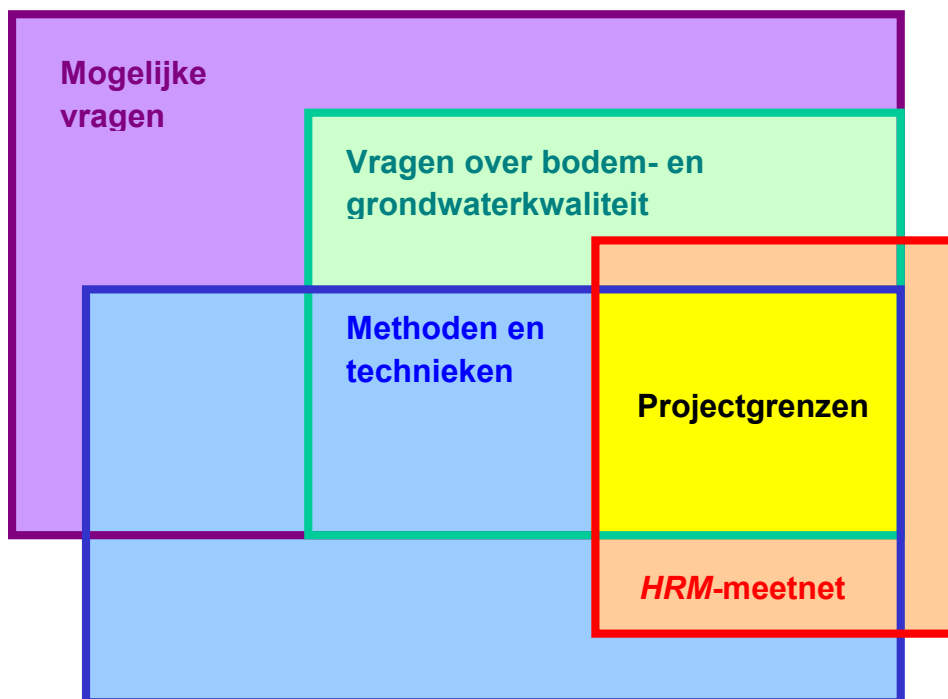 Mogelijke
vragen
Vragen over bodem- en
grondwaterkwaliteit
Methoden en
technieken
Projectgrenzen
HRM-meetnet